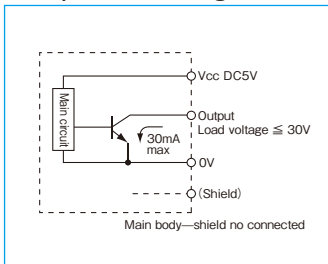 Vcc DC5V
Main circuit
Output
Load voltage ≦ 30V
30mA
max
0V
(Shield)
Main body—shield no connected